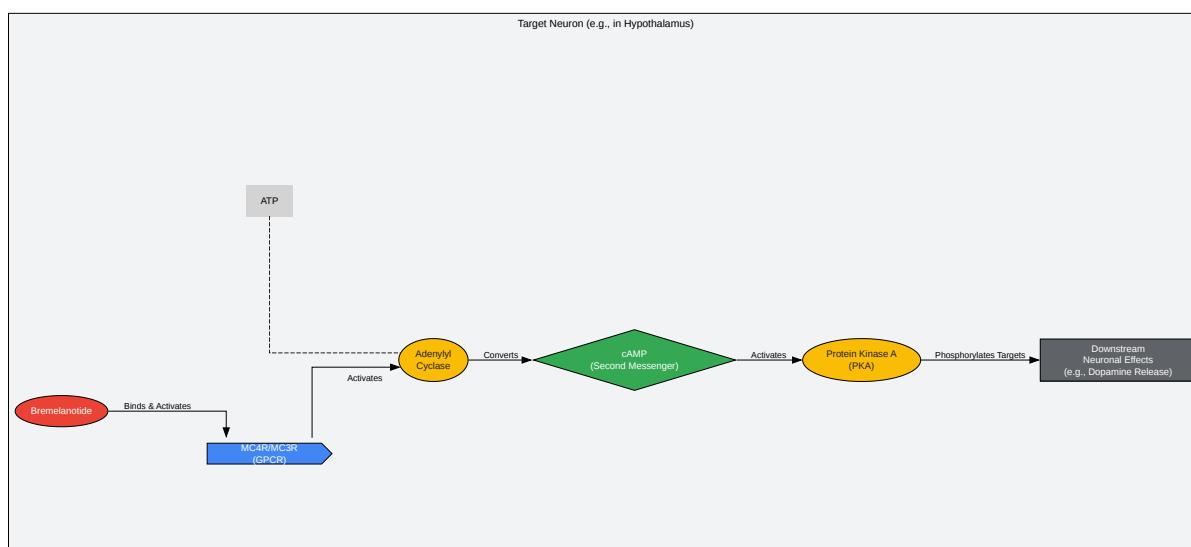 Target Neuron (e.g., in Hypothalamus)
ATP
Adenylyl
Cyclase
Converts
cAMP
(Second Messenger)
Activates
Protein Kinase A
(PKA)
Phosphorylates Targets
Downstream
Neuronal Effects
(e.g., Dopamine Release)
Activates
Bremelanotide
Binds & Activates
MC4R/MC3R
(GPCR)